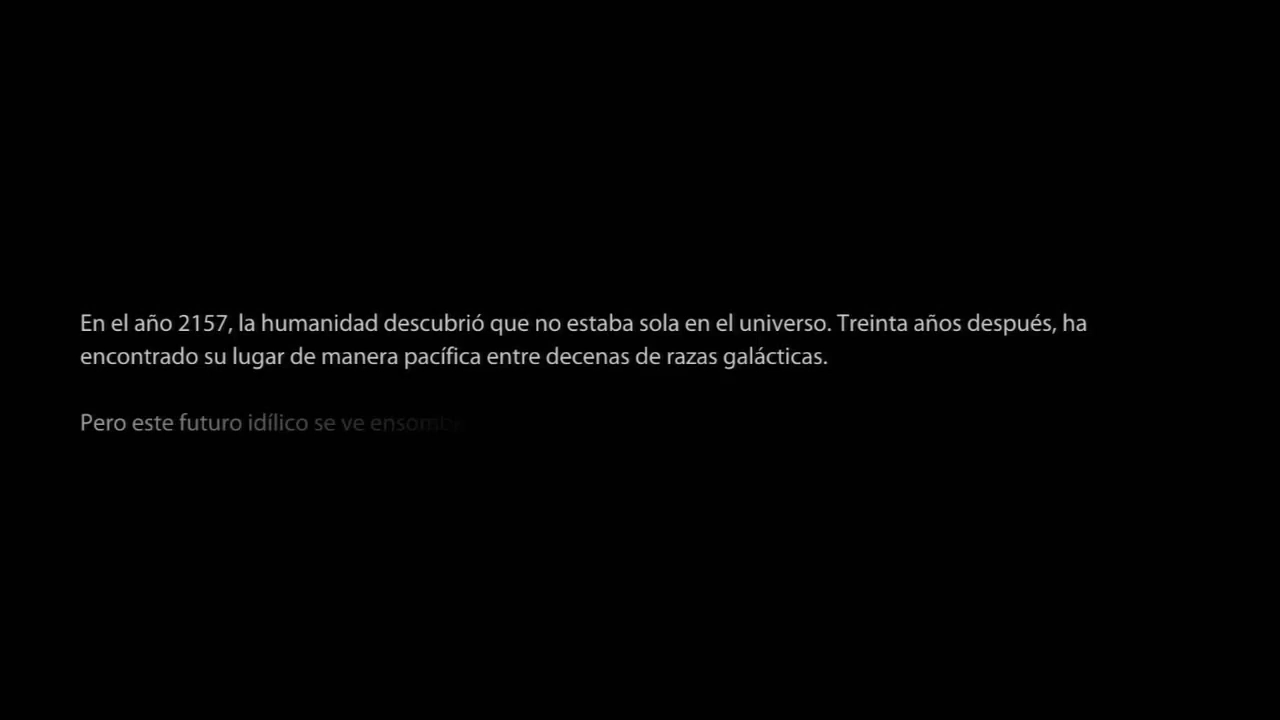 En el año 2157, la humanidad descubrió que no estaba sola en el universo. Treinta años después, ha
encontrado su lugar de manera pacífica entre decenas de razas galácticas.
Pero este futuro idílico se ve